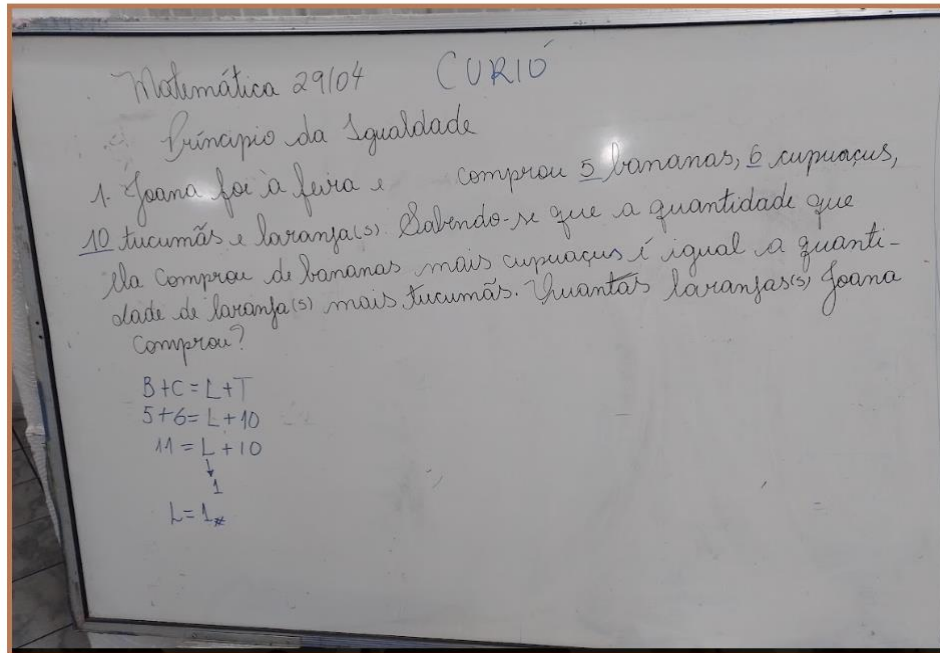 Matemática 29/04 CURIÓ
Príncipio da Igualdade
1. Joana foi à feira e comprou 5 bananas, 6 cupuaçus,
10 tucumãs e laranja(s). Sabendo-se que a quantidade que
ela comprou de bananas mais cupuaçus é igual a quanti-
dade de laranja(s) mais tucumãs. Quantas laranjas(s) Joana
comprou?
B+C=L+T
5+6=L+10
11=L+10
1
L=1#